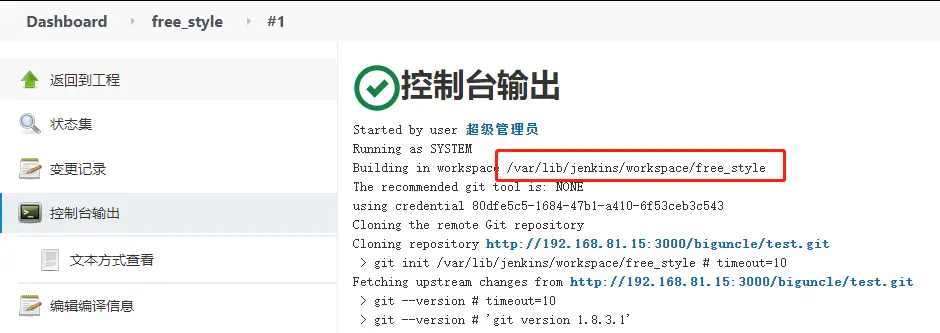 Dashboard free_style #1
返回到工程
状态集
变更记录
控制台输出
文本方式查看
编辑编译信息
控制台输出
Started by user 超级管理员
Running as SYSTEM
Building in workspace /var/lib/jenkins/workspace/free_style
The recommended git tool is: NONE
using credential 80dfe5c5-1684-47b1-a410-6f53ceb3c543
Cloning the remote Git repository
Cloning repository http://192.168.81.15:3000/biguncle/test.git
> git init /var/lib/jenkins/workspace/free_style # timeout=10
Fetching upstream changes from http://192.168.81.15:3000/biguncle/test.git
> git --version # timeout=10
> git --version # 'git version 1.8.3.1'